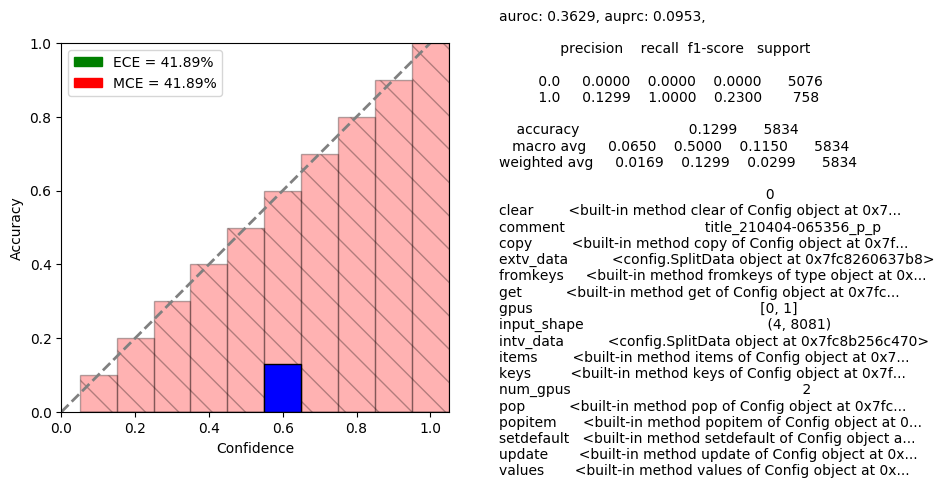 auroc: 0.3629, auprc: 0.0953,
precision recall f1-score support
0.0 0.0000 0.0000 0.0000 5076
1.0 0.1299 1.0000 0.2300 758
accuracy 0.1299 5834
macro avg 0.0650 0.5000 0.1150 5834
weighted avg 0.0169 0.1299 0.0299 5834
0
clear <built-in method clear of Config object at 0x7...
comment title_210404-065356_p_p
copy <built-in method copy of Config object at 0x7f...
extv_data <config.SplitData object at 0x7fc8260637b8>
fromkeys <built-in method fromkeys of type object at 0x...
get <built-in method get of Config object at 0x7fc...
gpus [0, 1]
input_shape (4, 8081)
intv_data <config.SplitData object at 0x7fc8b256c470>
items <built-in method items of Config object at 0x7...
keys <built-in method keys of Config object at 0x7f...
num_gpus 2
pop <built-in method pop of Config object at 0x7fc...
popitem <built-in method popitem of Config object at 0...
setdefault <built-in method setdefault of Config object a...
update <built-in method update of Config object at 0x...
values <built-in method values of Config object at 0x...
ECE = 41.89%
MCE = 41.89%
1.0
0.8
0.6
0.4
0.2
0.0
Accuracy
0.0 0.2 0.4 0.6 0.8 1.0
Confidence